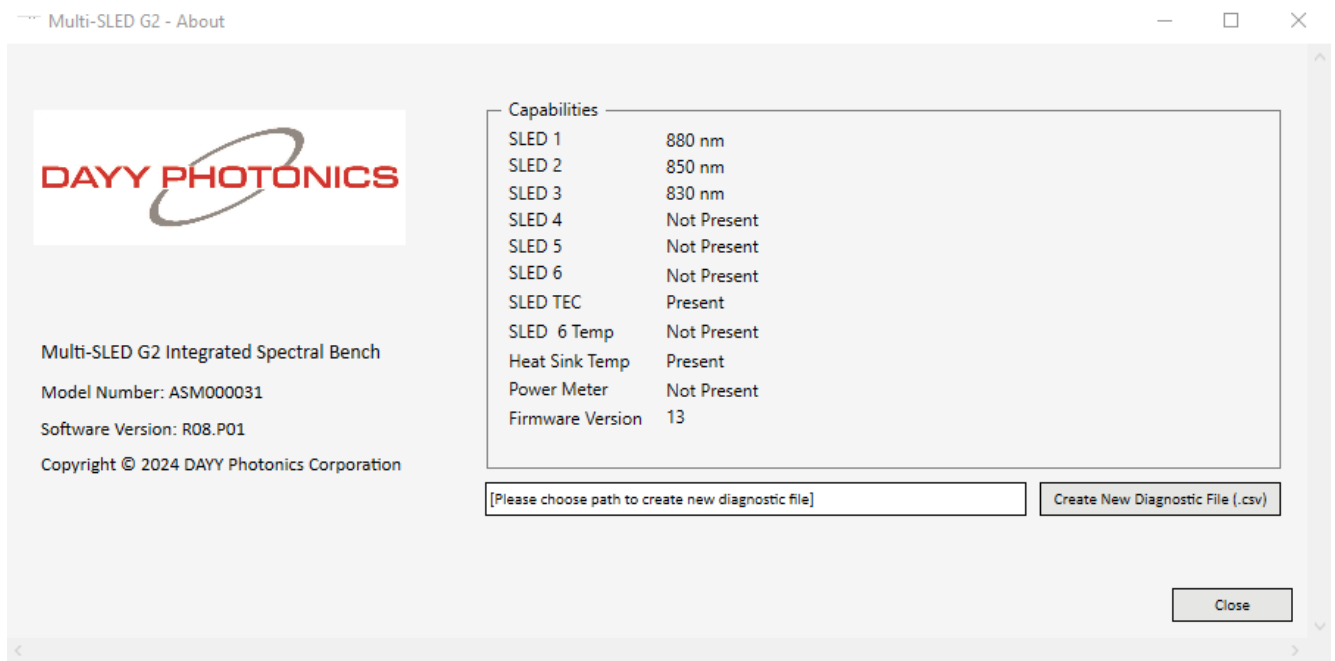 Multi-SLED G2 - About
DAYY PHOTONICS
Multi-SLED G2 Integrated Spectral Bench
Model Number: ASM000031
Software Version: R08.P01
Copyright © 2024 DAYY Photonics Corporation
Capabilities
SLED 1 880 nm
SLED 2 850 nm
SLED 3 830 nm
SLED 4 Not Present
SLED 5 Not Present
SLED 6 Not Present
SLED TEC Present
SLED 6 Temp Not Present
Heat Sink Temp Present
Power Meter Not Present
Firmware Version 13
[Please choose path to create new diagnostic file]
Create New Diagnostic File (.csv)
Close